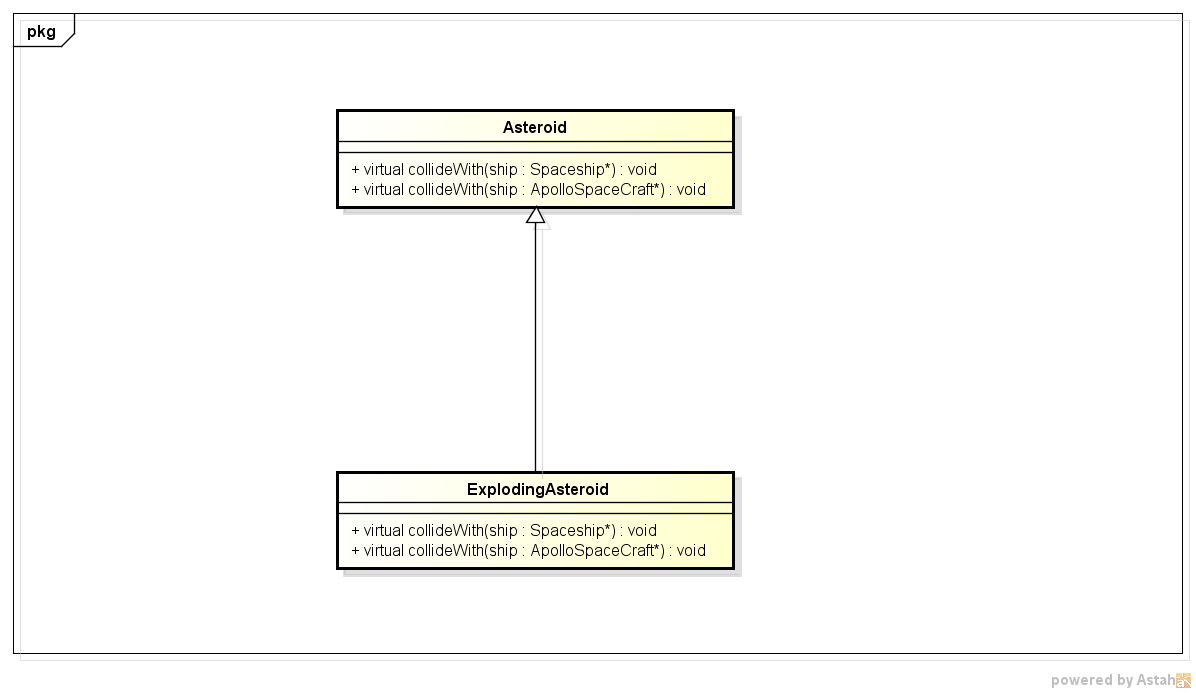 pkg
Asteroid
+ virtual collideWith(ship : Spaceship*) : void
+ virtual collideWith(ship : ApolloSpaceCraft*) : void
ExplodingAsteroid
+ virtual collideWith(ship : Spaceship*) : void
+ virtual collideWith(ship : ApolloSpaceCraft*) : void
powered by Astah